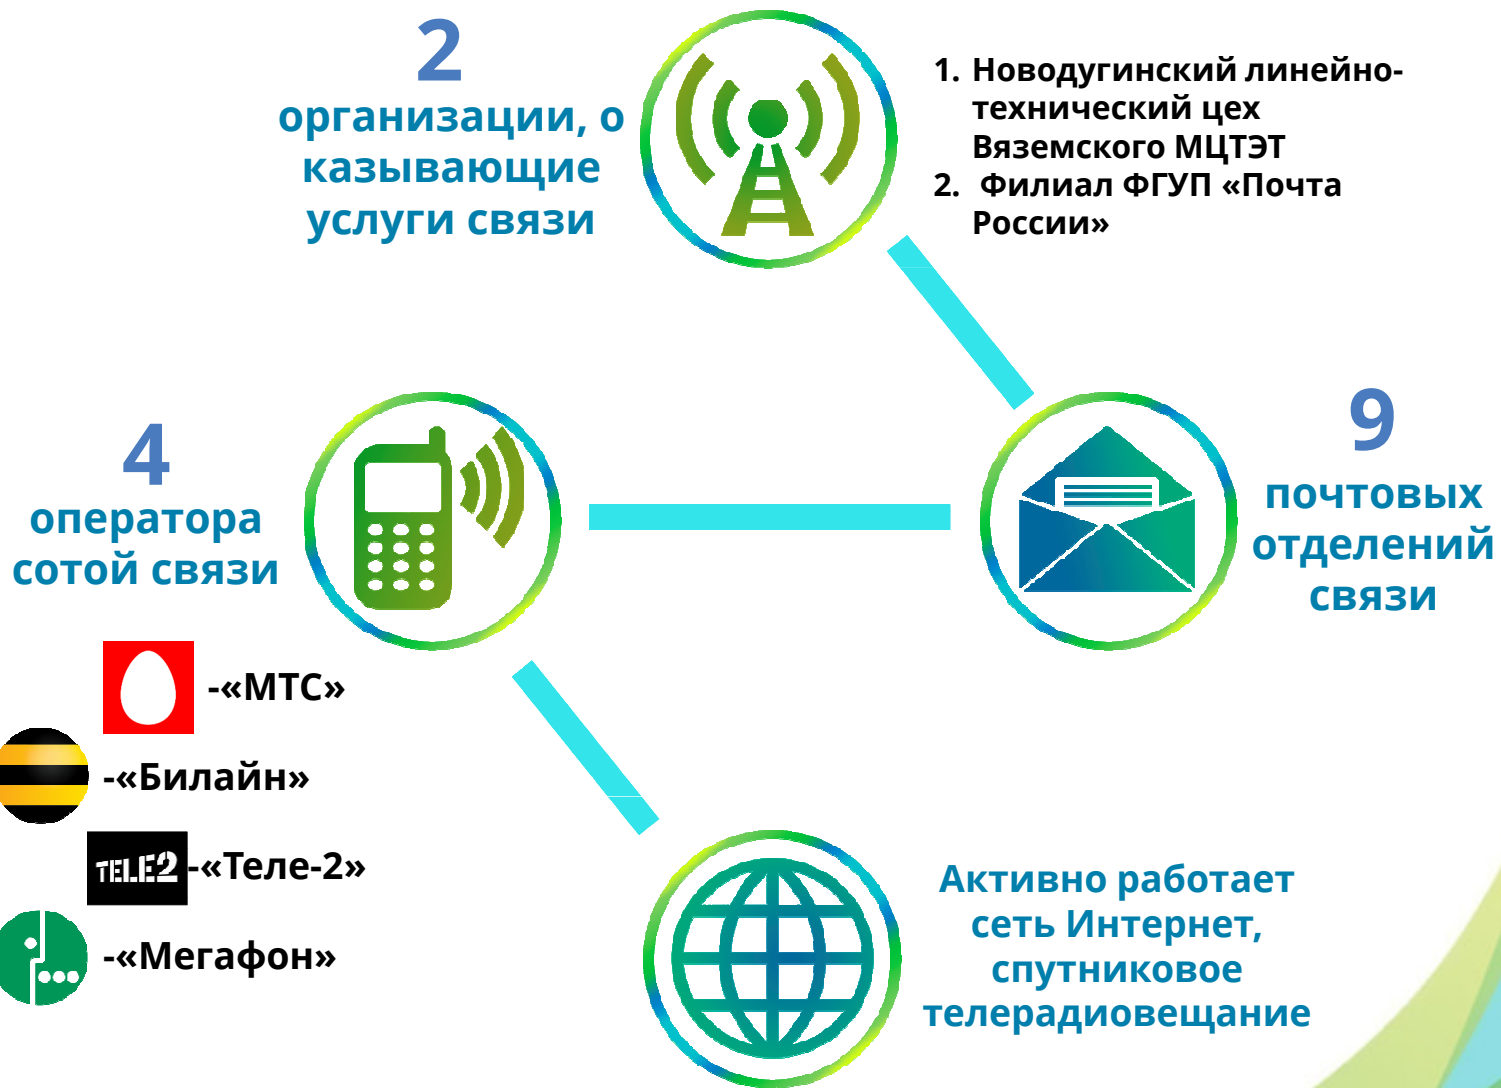 2
организации, о
казывающие
услуги связи
1. Новодугинский линейно-
технический цех
Вяземского МЦТЭТ
2. Филиал ФГУП «Почта
России»
4
оператора
сотой связи
9
почтовых
отделений
связи
-«МТС»
-«Билайн»
TELE2 -«Теле-2»
-«Мегафон»
Активно работает
сеть Интернет,
спутниковое
телерадиовещание